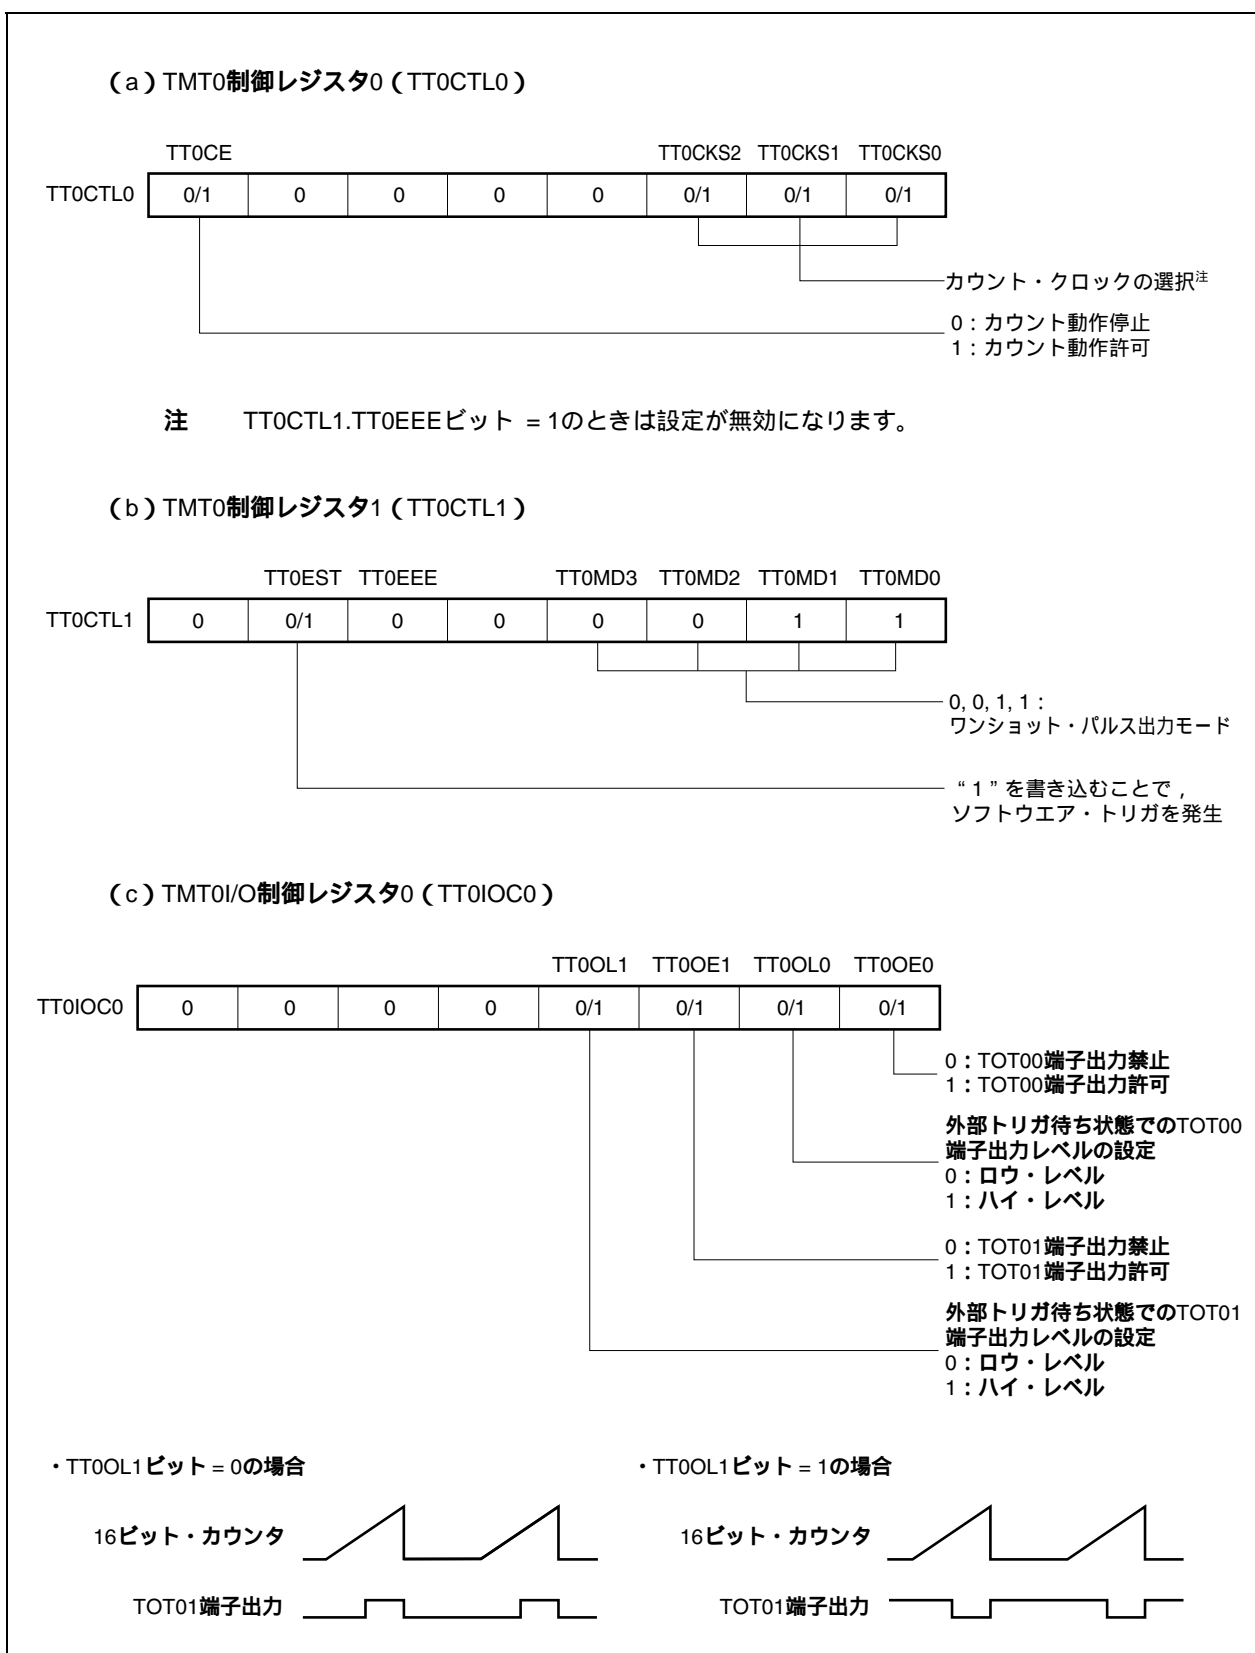 （a）TMT0制御レジスタ0（TT0CTL0）
TT0CE TT0CKS2 TT0CKS1 TT0CKS0
TT0CTL0 0/1 0 0 0 0 0/1 0/1 0/1
カウント・クロックの選択注
0：カウント動作停止
1：カウント動作許可
注 TT0CTL1.TT0EEEビット = 1のときは設定が無効になります。
（b）TMT0制御レジスタ1（TT0CTL1）
TT0EST TT0EEE TT0MD3 TT0MD2 TT0MD1 TT0MD0
TT0CTL1 0 0/1 0 0 0 0 1 1
0, 0, 1, 1：
ワンショット・パルス出力モード
“1”を書き込むことで，
ソフトウエア・トリガを発生
（c）TMT0I/O制御レジスタ0（TT0IOC0）
TT0OL1 TT0OE1 TT0OL0 TT0OE0
TT0IOC0 0 0 0 0 0/1 0/1 0/1 0/1
0：TOT00端子出力禁止
1：TOT00端子出力許可
外部トリガ待ち状態でのTOT00
端子出力レベルの設定
0：ロウ・レベル
1：ハイ・レベル
0：TOT01端子出力禁止
1：TOT01端子出力許可
外部トリガ待ち状態でのTOT01
端子出力レベルの設定
0：ロウ・レベル
1：ハイ・レベル
・TT0OL1ビット = 0の場合
16ビット・カウンタ
TOT01端子出力
・TT0OL1ビット = 1の場合
16ビット・カウンタ
TOT01端子出力